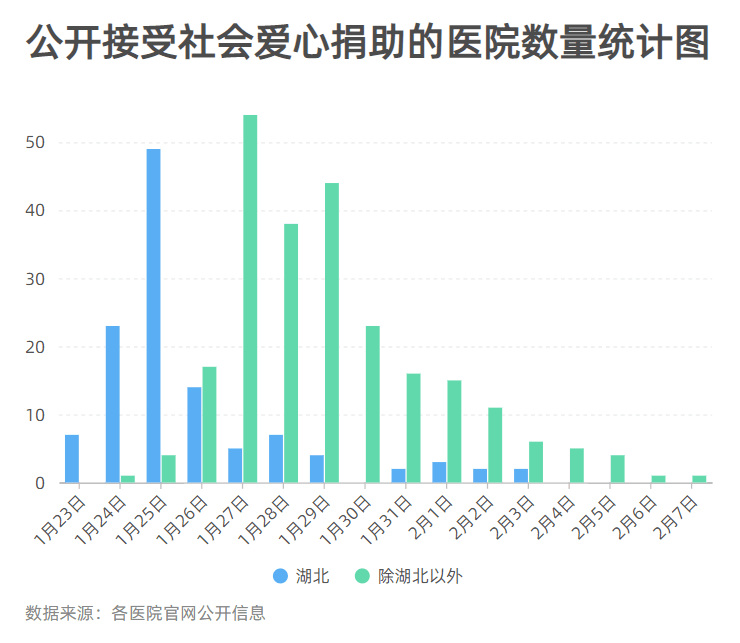 公开接受社会爱心捐助的医院数量统计图
50
40
30
20
10
0
1月23日
1月24日
1月25日
1月26日
1月27日
1月28日
1月29日
1月30日
1月31日
2月1日
2月2日
2月3日
2月4日
2月5日
2月6日
2月7日
湖北 除湖北以外
数据来源：各医院官网公开信息